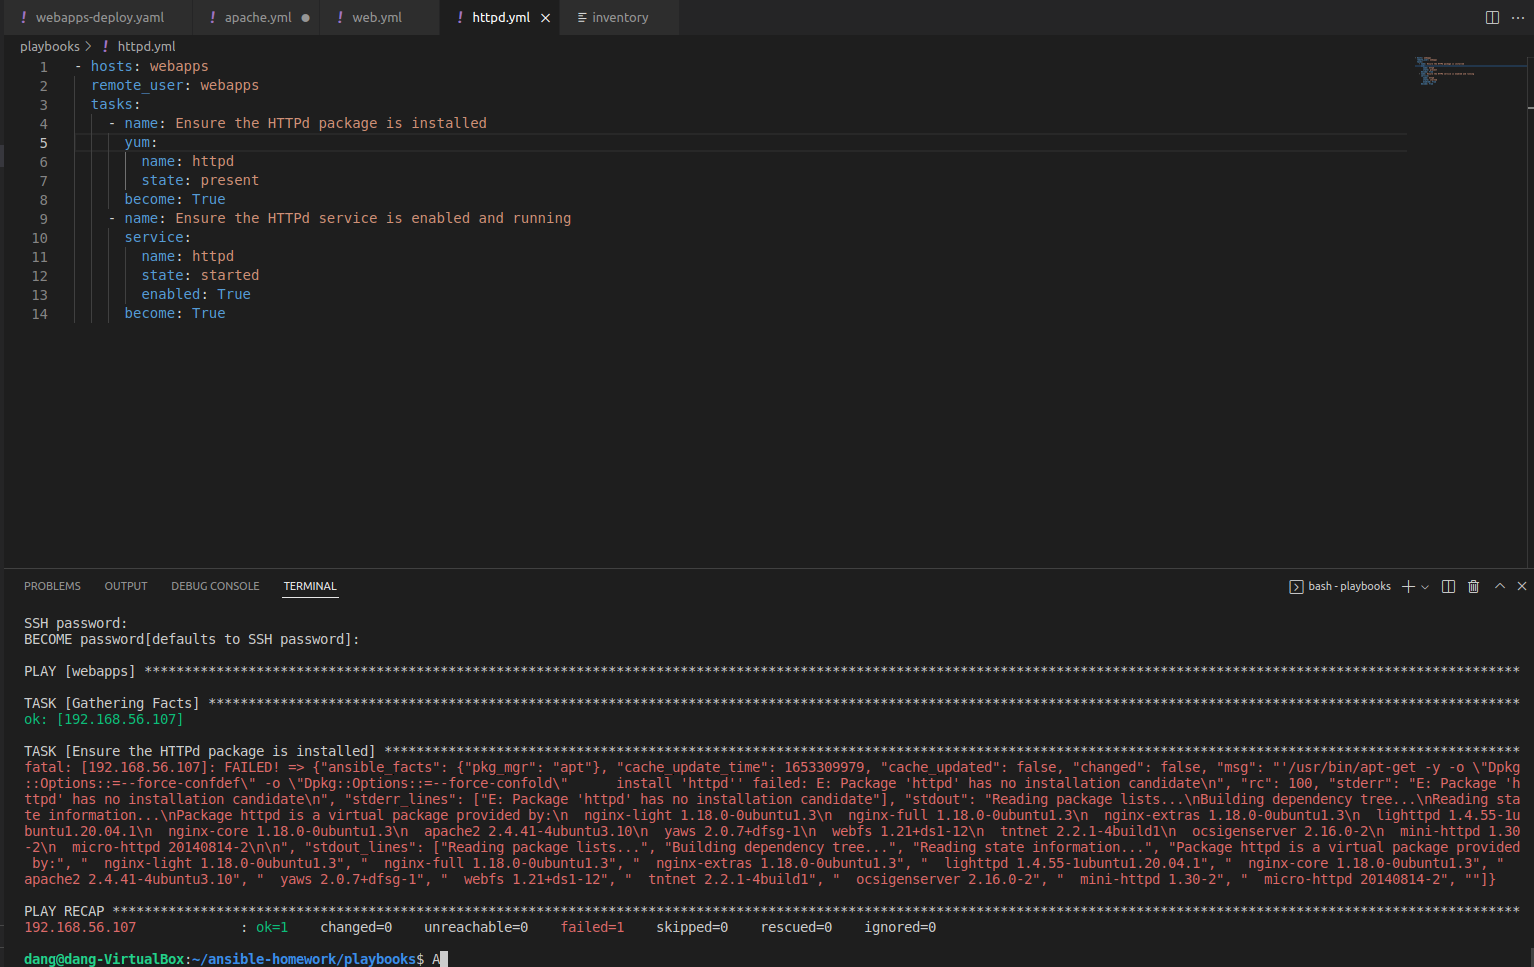 ! webapps-deploy.yaml ! apache.yml ● ! web.yml ! httpd.yml × inventory ···
playbooks > ! httpd.yml
1 - hosts: webapps
2 remote_user: webapps
3 tasks:
4 - name: Ensure the HTTPd package is installed
5 yum:
6 name: httpd
7 state: present
8 become: True
9 - name: Ensure the HTTPd service is enabled and running
10 service:
11 name: httpd
12 state: started
13 enabled: True
14 become: True
PROBLEMS OUTPUT DEBUG CONSOLE TERMINAL bash - playbooks
SSH password:
BECOME password[defaults to SSH password]:
PLAY [webapps] ****************************************************************************************************************************************************************************
TASK [Gathering Facts] ********************************************************************************************************************************************************************
ok: [192.168.56.107]
TASK [Ensure the HTTPd package is installed] **********************************************************************************************************************************************
fatal: [192.168.56.107]: FAILED! => {"ansible_facts": {"pkg_mgr": "apt"}, "cache_update_time": 1653309979, "cache_updated": false, "changed": false, "msg": "'/usr/bin/apt-get -y -o \"Dpkg
::Options::=--force-confdef\" -o \"Dpkg::Options::=--force-confold\"      install 'httpd'' failed: E: Package 'httpd' has no installation candidate\n", "rc": 100, "stderr": "E: Package 'h
ttpd' has no installation candidate\n", "stderr_lines": ["E: Package 'httpd' has no installation candidate"], "stdout": "Reading package lists...\nBuilding dependency tree...\nReading sta
te information...\nPackage httpd is a virtual package provided by:\n  nginx-light 1.18.0-0ubuntu1.3\n  nginx-full 1.18.0-0ubuntu1.3\n  nginx-extras 1.18.0-0ubuntu1.3\n  lighttpd 1.4.55-1u
buntu1.20.04.1\n  nginx-core 1.18.0-0ubuntu1.3\n  apache2 2.4.41-4ubuntu3.10\n  yaws 2.0.7+dfsg-1\n  webfs 1.21+ds1-12\n  tntnet 2.2.1-4build1\n  ocsigenserver 2.16.0-2\n  mini-httpd 1.30
-2\n  micro-httpd 20140814-2\n\n", "stdout_lines": ["Reading package lists...", "Building dependency tree...", "Reading state information...", "Package httpd is a virtual package provided
by:", "  nginx-light 1.18.0-0ubuntu1.3", "  nginx-full 1.18.0-0ubuntu1.3", "  nginx-extras 1.18.0-0ubuntu1.3", "  lighttpd 1.4.55-1ubuntu1.20.04.1", "  nginx-core 1.18.0-0ubuntu1.3", "
apache2 2.4.41-4ubuntu3.10", "  yaws 2.0.7+dfsg-1", "  webfs 1.21+ds1-12", "  tntnet 2.2.1-4build1", "  ocsigenserver 2.16.0-2", "  mini-httpd 1.30-2", "  micro-httpd 20140814-2", ""]}
PLAY RECAP ********************************************************************************************************************************************************************************
192.168.56.107 : ok=1 changed=0 unreachable=0 failed=1 skipped=0 rescued=0 ignored=0
dang@dang-VirtualBox:~/ansible-homework/playbooks$ A